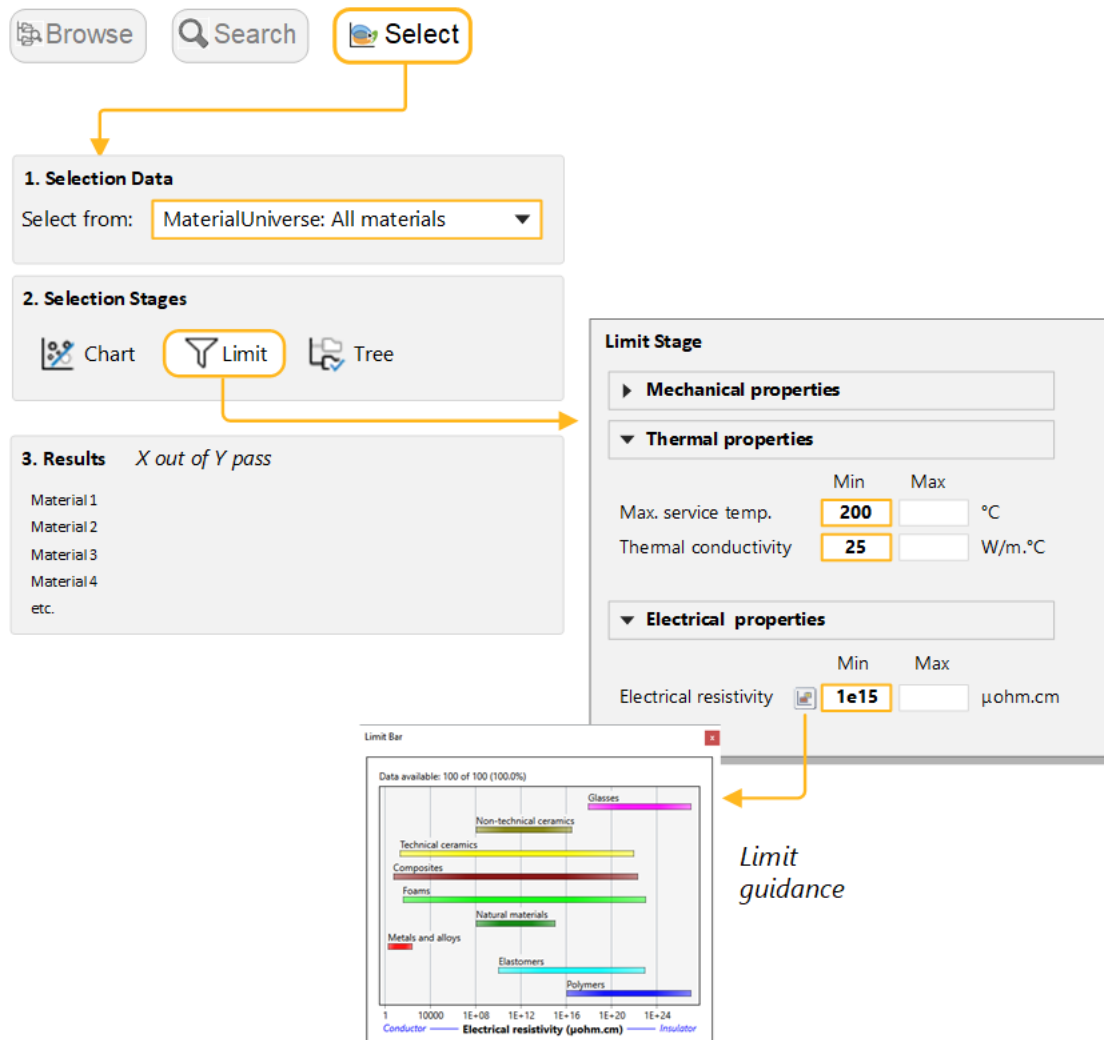 Browse Search Select
1. Selection Data
Select from: MaterialUniverse: All materials
2. Selection Stages
Chart Limit Tree
3. Results X out of Y pass
Material 1
Material 2
Material 3
Material 4
etc.
Limit Stage
Mechanical properties
Thermal properties
Min Max
Max. service temp. 200 °C
Thermal conductivity 25 W/m.°C
Electrical properties
Min Max
Electrical resistivity 1e15 µohm.cm
Limit Bar x
Data available: 100 of 100 (100.0%)
Glasses
Non-technical ceramics
Technical ceramics
Composites
Foams
Natural materials
Metals and alloys
Elastomers
Polymers
1 10000 1E+08 1E+12 1E+16 1E+20 1E+24
Conductor Electrical resistivity (µohm.cm) Insulator
Limit
guidance